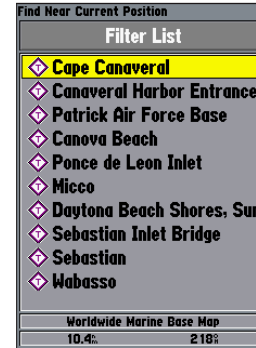 Find Near Current Position
Filter List
Cape Canaveral
Canaveral Harbor Entrance
Patrick Air Force Base
Canova Beach
Ponce de Leon Inlet
Micco
Daytona Beach Shores, Sun
Sebastian Inlet Bridge
Sebastian
Wabasso
Worldwide Marine Base Map
10.4 218